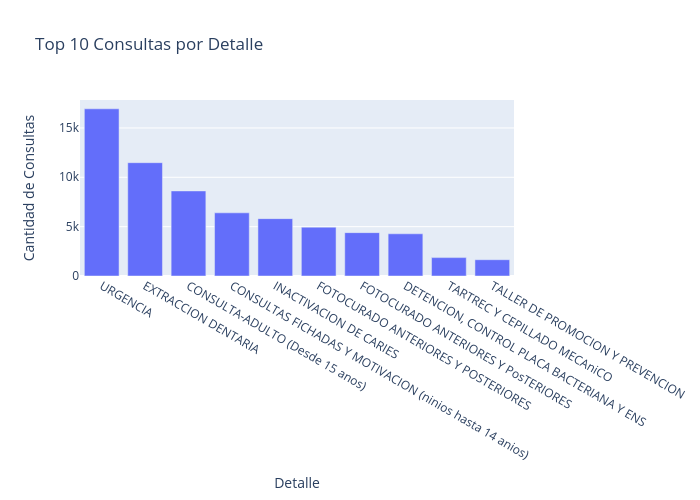 Top 10 Consultas por Detalle
Cantidad de Consultas
15k
10k
5k
0
URGENCIA
EXTRACCION DENTARIA
CONSULTA-ADULTO (Desde 15 anos)
CONSULTAS FICHADAS Y MOTIVACION (ninios hasta 14 anios)
INACTIVACION DE CARIES
FOTOCURADO ANTERIORES Y POSTERIORES
FOTOCURADO ANTERIORES Y PosTERIORES
DETENCION, CONTROL PLACA BACTERIANA Y ENS
TARTREC Y CEPILLADO MECAniCO
TALLER DE PROMOCION Y PREVENCION
Detalle